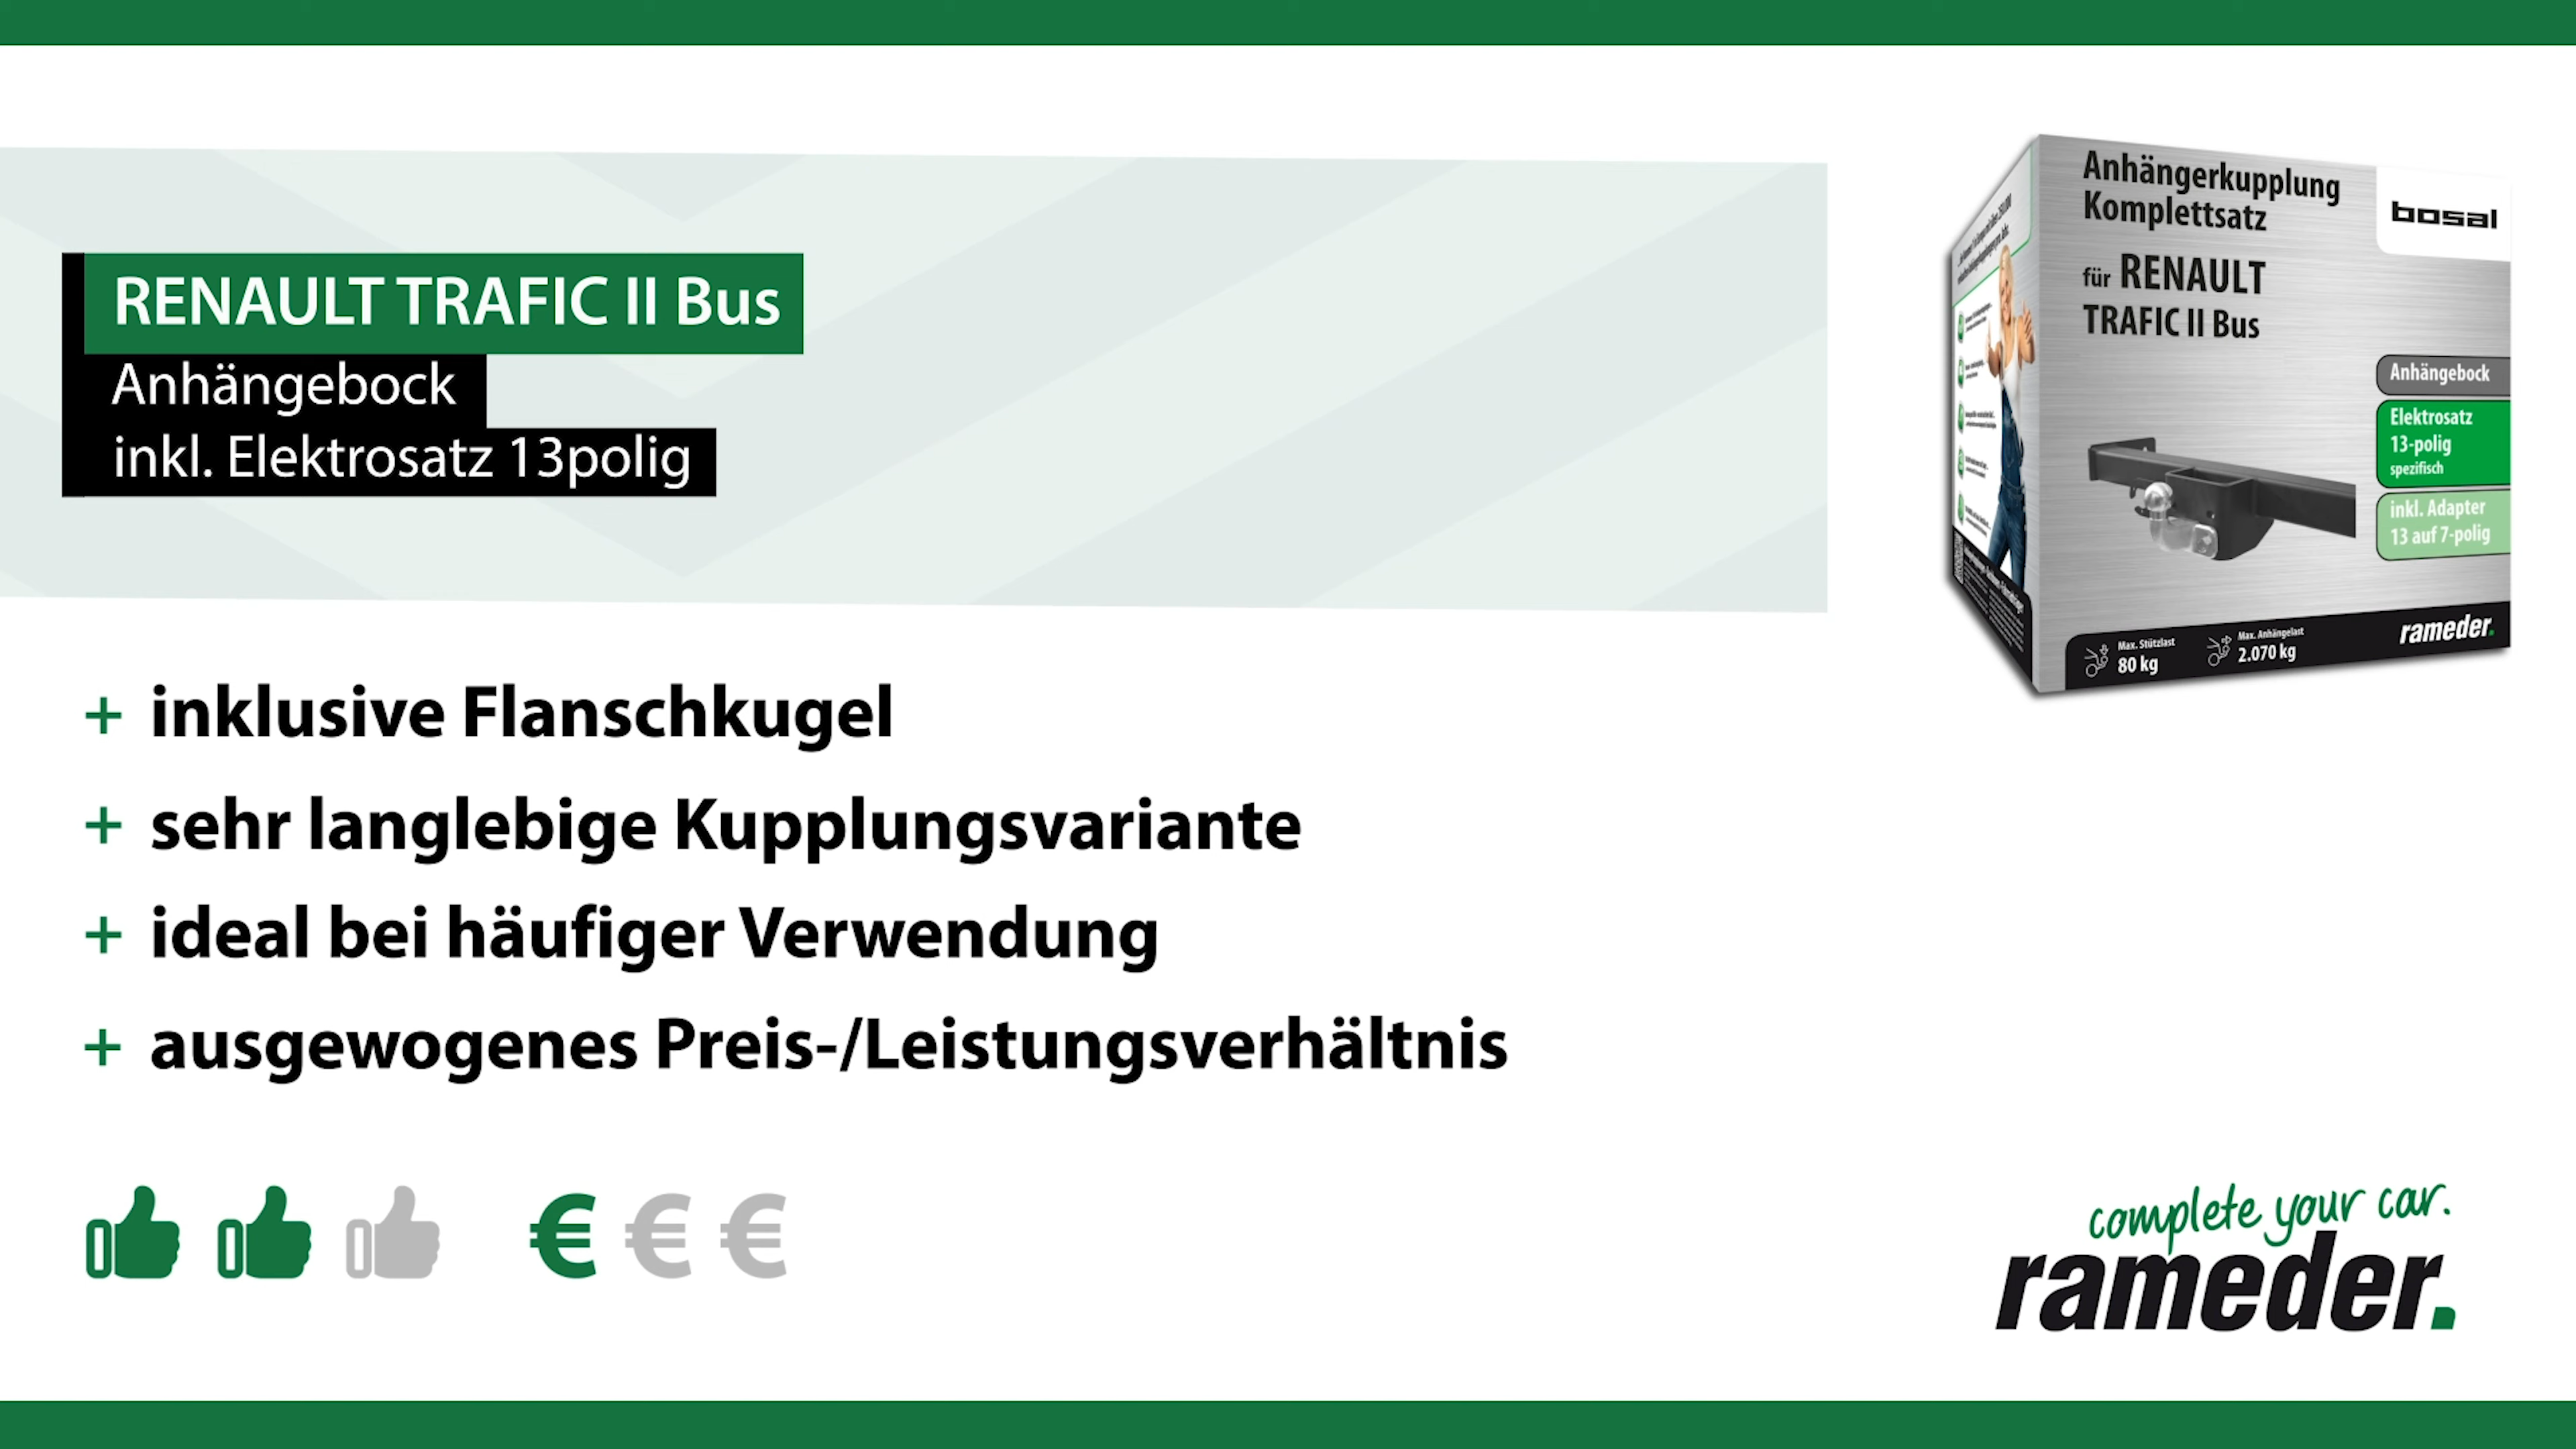 RENAULT TRAFIC II Bus
Anhängebock
inkl. Elektrosatz 13polig
+ inklusive Flanschkugel
+ sehr langlebige Kupplungsvariante
+ ideal bei häufiger Verwendung
+ ausgewogenes Preis-/Leistungsverhältnis
€ € €
Anhängerkupplung
Komplettsatz
bosal
für RENAULT
TRAFIC II Bus
Anhängebock
Elektrosatz
13-polig
spezifisch
inkl. Adapter
13 auf 7-polig
Max. Stützlast
80 kg
Max. Anhängelast
2.070 kg
rameder.
complete your car.
rameder.